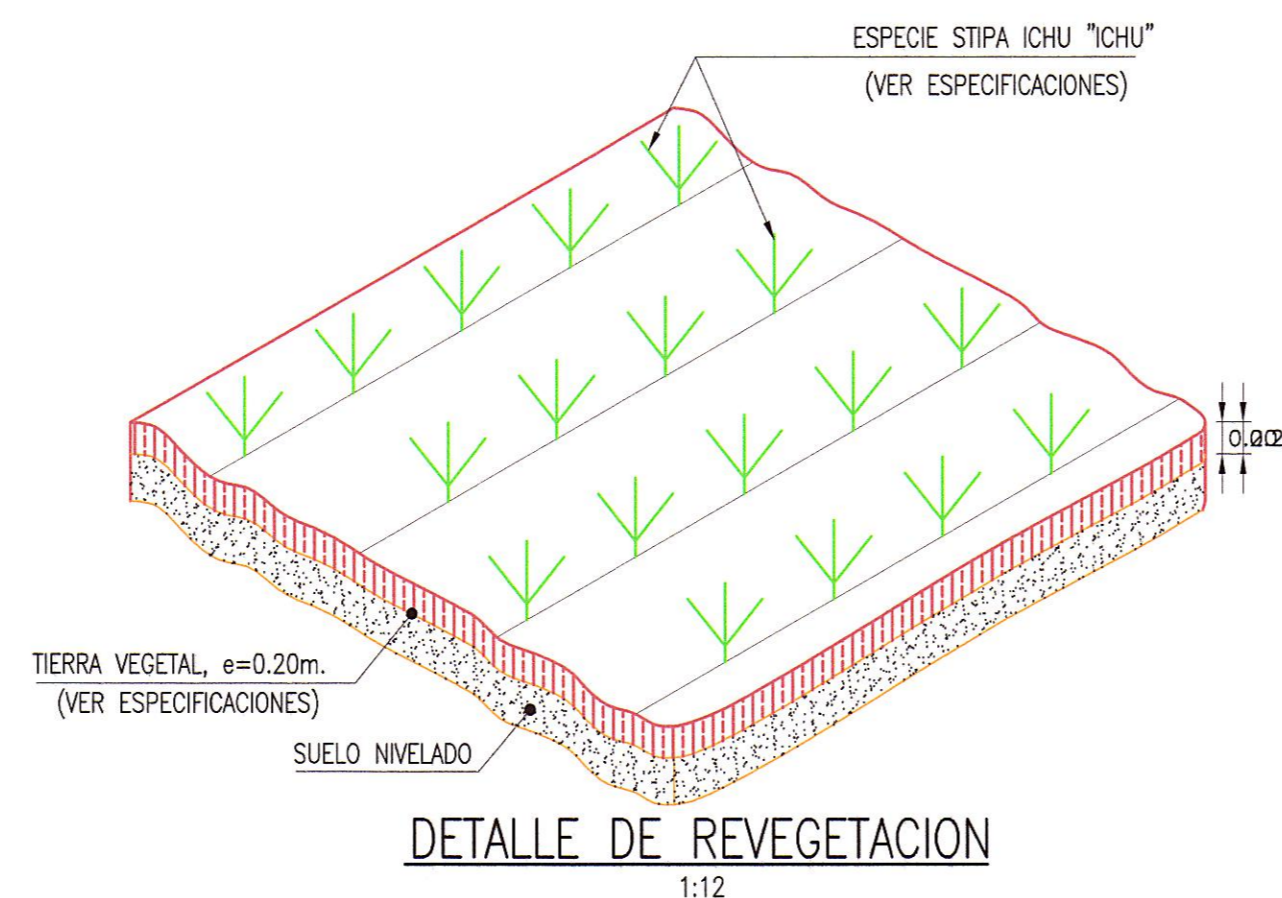 ESPECIE STIPA ICHU "ICHU"
(VER ESPECIFICACIONES)
TIERRA VEGETAL, e=0.20m.
(VER ESPECIFICACIONES)
SUELO NIVELADO
DETALLE DE REVEGETACION
1:12